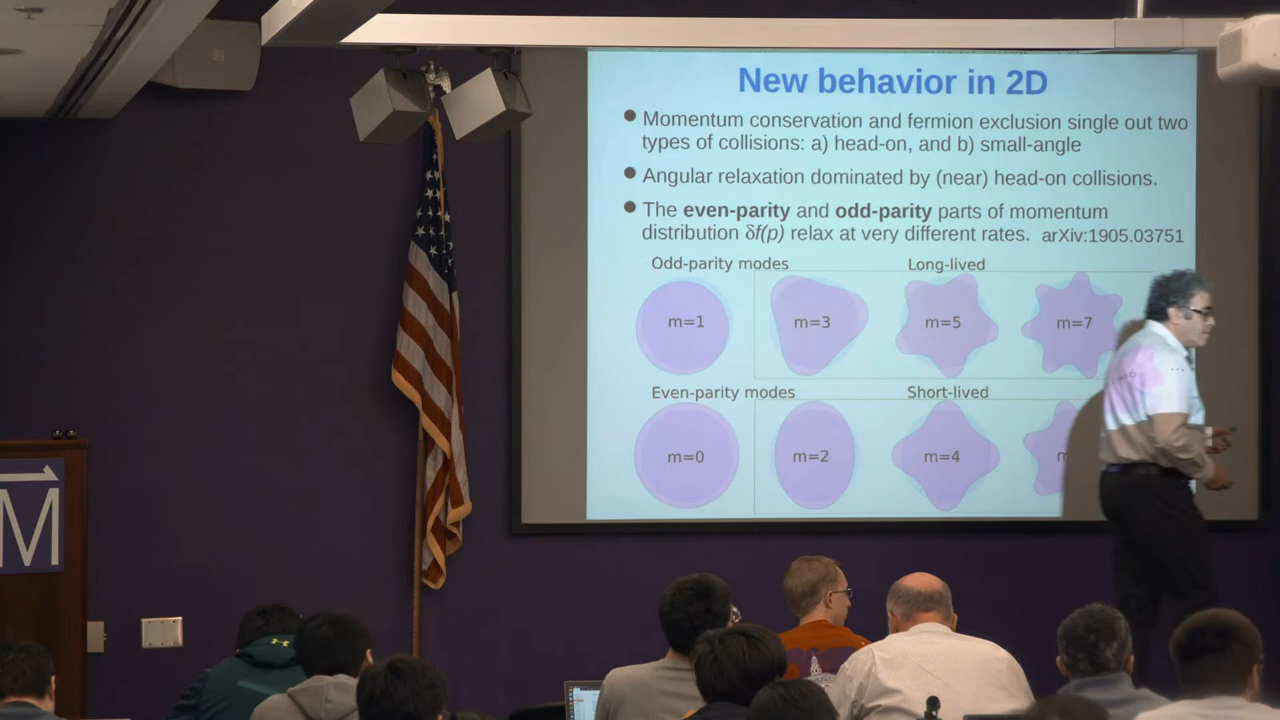 New behavior in 2D
Momentum conservation and fermion exclusion single out two
types of collisions: a) head-on, and b) small-angle
Angular relaxation dominated by (near) head-on collisions.
The even-parity and odd-parity parts of momentum
distribution δf(p) relax at very different rates. arXiv:1905.03751
Odd-parity modes Long-lived
m=1 m=3 m=5 m=7
Even-parity modes Short-lived
m=0 m=2 m=4
M